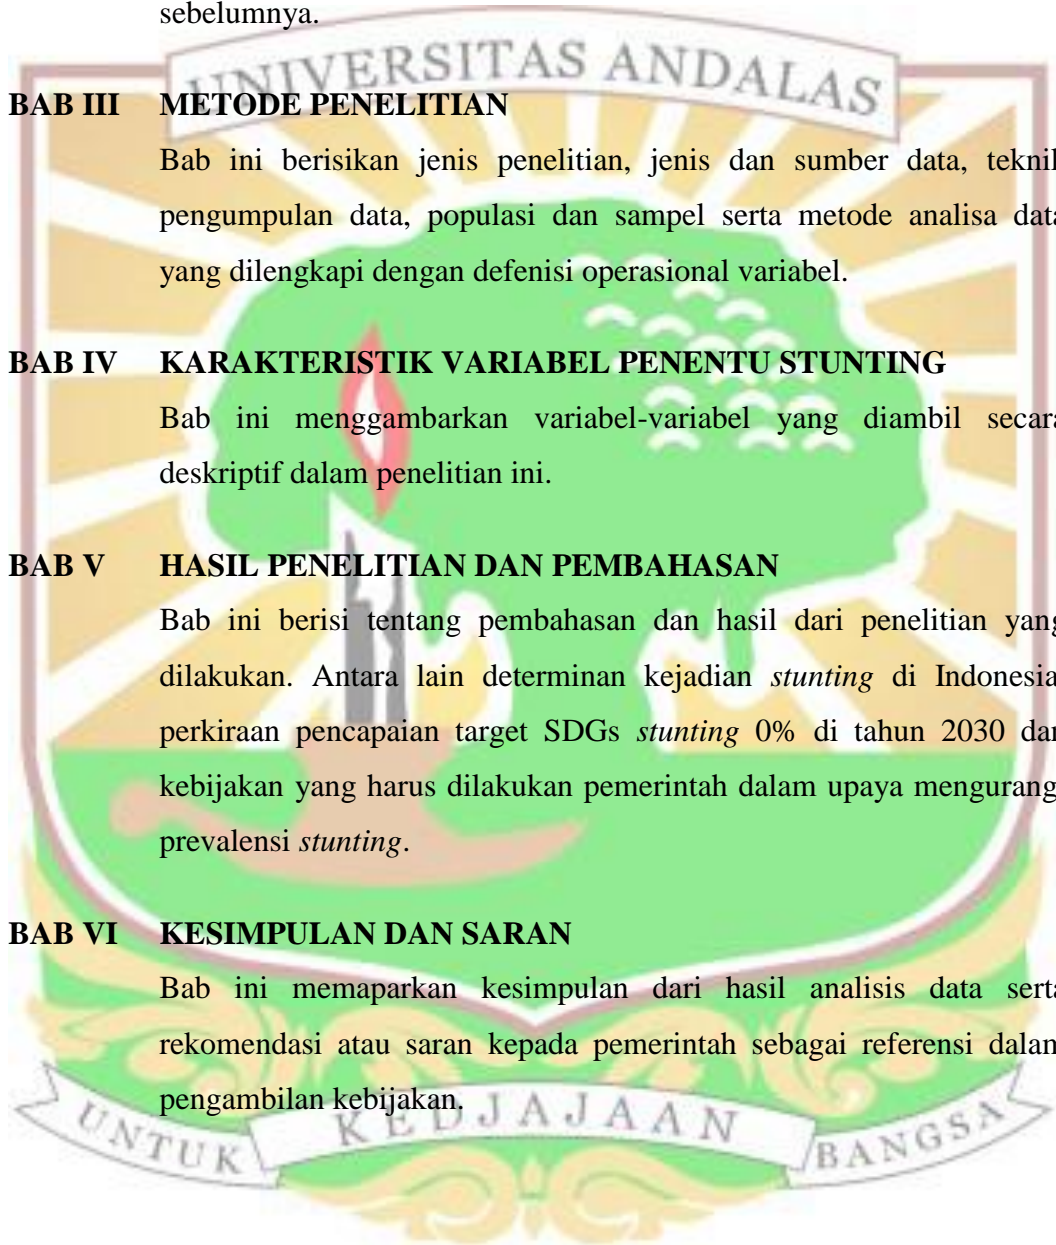 sebelumnya.
UNIVERSITAS ANDALAS
BAB III METODE PENELITIAN
Bab ini berisikan jenis penelitian, jenis dan sumber data, teknik
pengumpulan data, populasi dan sampel serta metode analisa data
yang dilengkapi dengan defenisi operasional variabel.
BAB IV KARAKTERISTIK VARIABEL PENENTU STUNTING
Bab ini menggambarkan variabel-variabel yang diambil secara
deskriptif dalam penelitian ini.
BAB V HASIL PENELITIAN DAN PEMBAHASAN
Bab ini berisi tentang pembahasan dan hasil dari penelitian yang
dilakukan. Antara lain determinan kejadian stunting di Indonesia
perkiraan pencapaian target SDGs stunting 0% di tahun 2030 dan
kebijakan yang harus dilakukan pemerintah dalam upaya mengurang
prevalensi stunting.
BAB VI KESIMPULAN DAN SARAN
Bab ini memaparkan kesimpulan dari hasil analisis data serta
rekomendasi atau saran kepada pemerintah sebagai referensi dalam
pengambilan kebijakan.
UNTUK KEDJAJAAN BANGSA